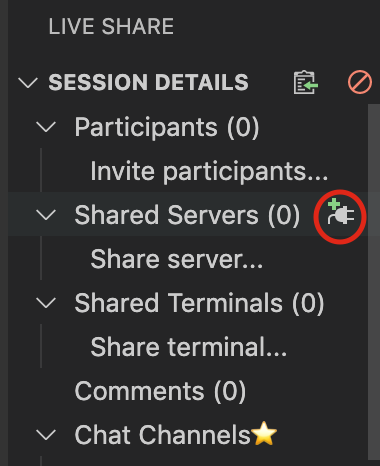 LIVE SHARE
SESSION DETAILS
Participants (0)
Invite participants...
Shared Servers (0)
Share server...
Shared Terminals (0)
Share terminal...
Comments (0)
Chat Channels⭐